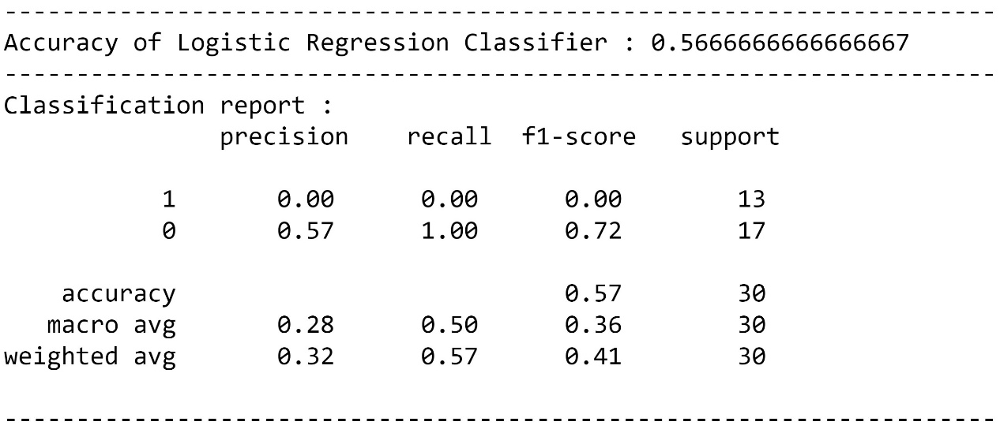 ---------------------------------------------------------------------
Accuracy of Logistic Regression Classifier : 0.5666666666666667
---------------------------------------------------------------------
Classification report :
               precision    recall  f1-score   support

           1       0.00      0.00      0.00        13
           0       0.57      1.00      0.72        17

    accuracy                           0.57        30
   macro avg       0.28      0.50      0.36        30
weighted avg       0.32      0.57      0.41        30

---------------------------------------------------------------------